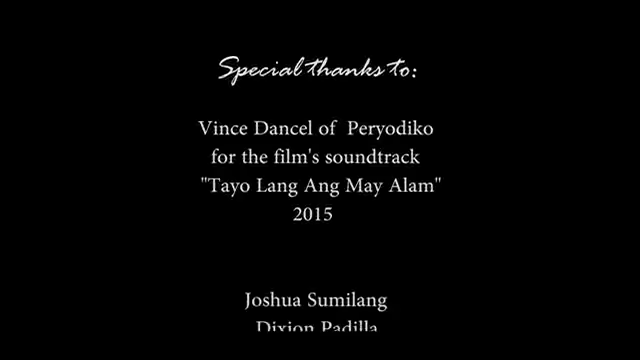 Special thanks to:
Vince Dancel of Peryodiko
for the film's soundtrack
"Tayo Lang Ang May Alam"
2015
Joshua Sumilang
Dixion Padilla